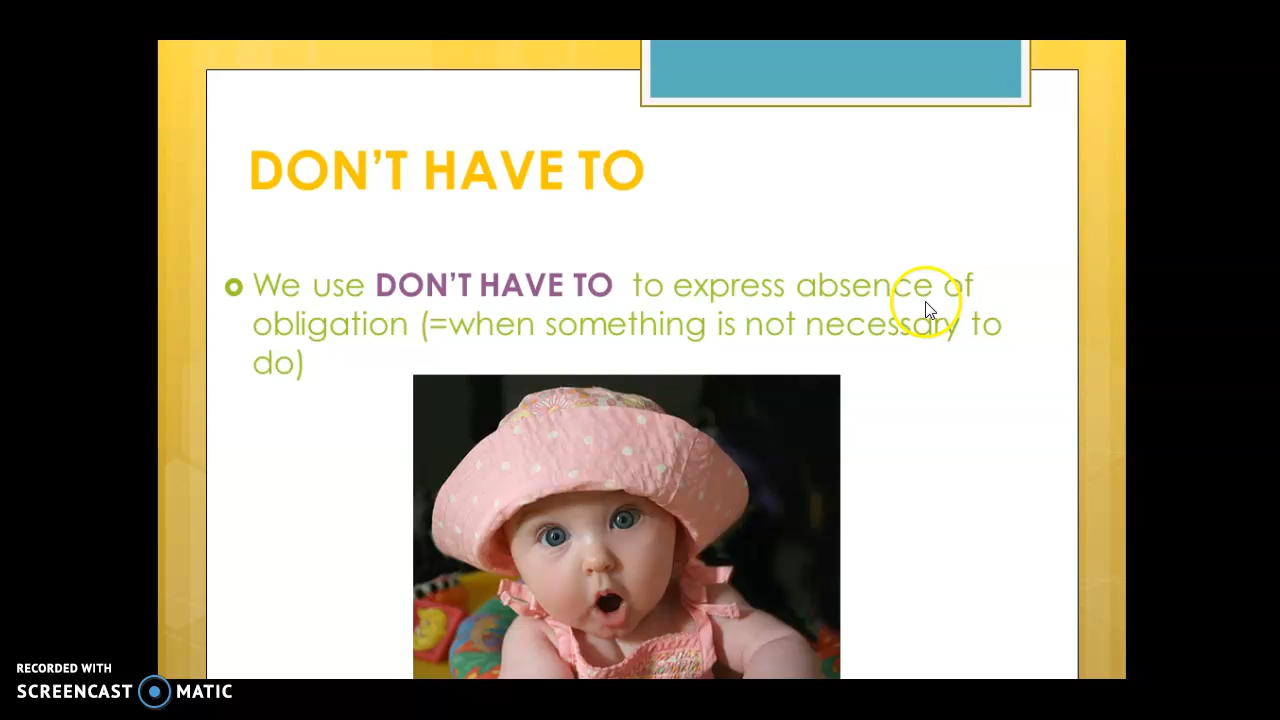 DON'T HAVE TO
We use DON'T HAVE TO to express absence of
obligation (=when something is not necessary to
do)
RECORDED WITH
SCREENCAST MATIC